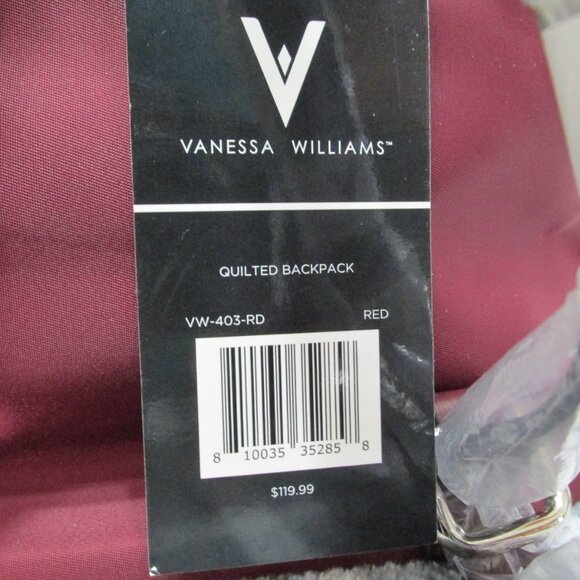 VANESSA WILLIAMS™
QUILTED BACKPACK
VW-403-RD RED
8 10035 35285 8
$119.99